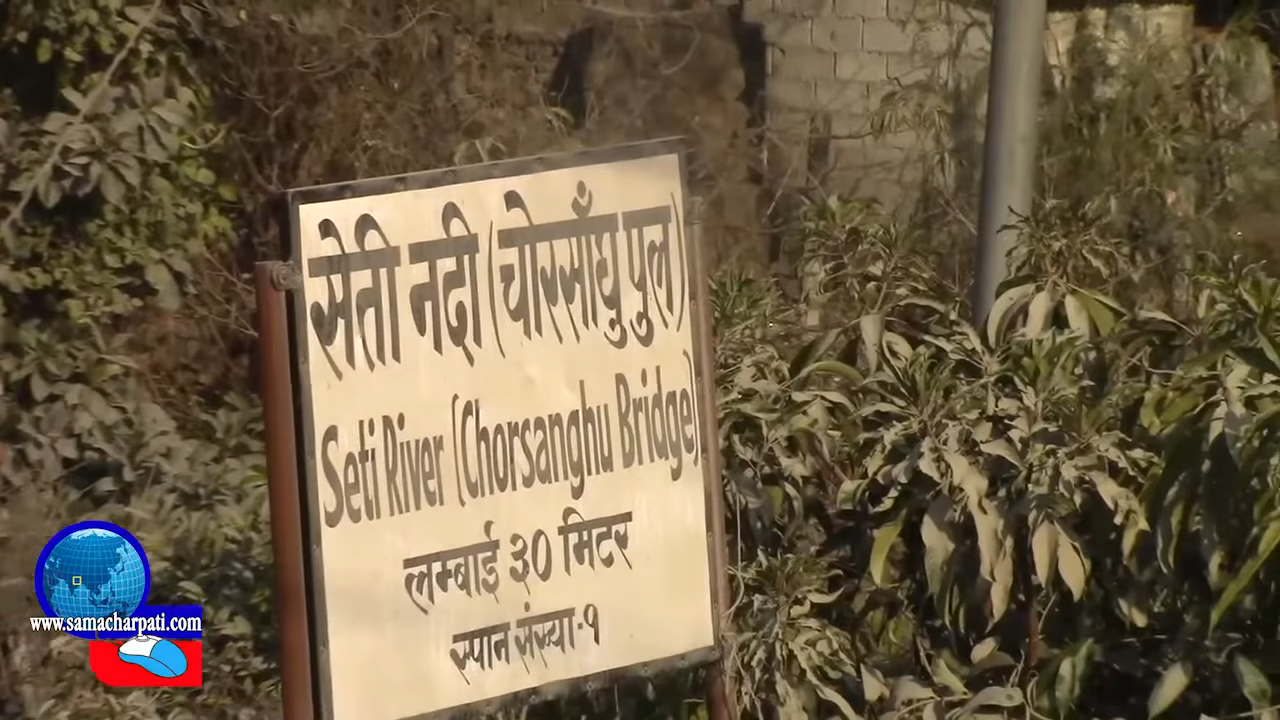 सेती नदी (चोरसाँघु पुल)
Seti River (Chorsanghu Bridge)
लम्बाई ३० मिटर
स्पान संख्या-१
www.samacharpati.com